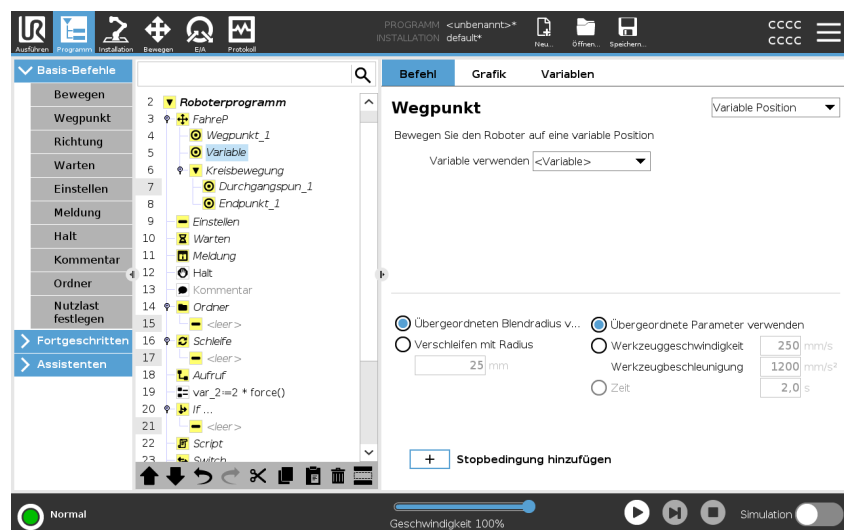 PROGRAMM <unbenannt>*
INSTALLATION default*
Ausführen Programm Installation Bewegen E/A Protokoll
Neu... Öffnen... Speichern...
CCCC
CCCC
Basis-Befehle
Bewegen
Wegpunkt
Richtung
Warten
Einstellen
Meldung
Halt
Kommentar
Ordner
Nutzlast
festlegen
Fortgeschritten
Assistenten
2 Roboterprogramm
3 FahreP
4 Wegpunkt_1
5 Variable
6 Kreisbewegung
7 Durchgangspun_1
8 Endpunkt_1
9 Einstellen
10 Warten
11 Meldung
12 Halt
13 Kommentar
14 Ordner
15 <leer>
16 Schleife
17 <leer>
18 Aufruf
19 var_2:=2 * force()
20 If ...
21 <leer>
22 Script
23 Switch
Befehl Grafik Variablen
Wegpunkt
Variable Position
Bewegen Sie den Roboter auf eine variable Position
Variable verwenden <Variable>
Übergeordneten Blendradius v...
Verschleifen mit Radius
25 mm
Übergeordnete Parameter verwenden
Werkzeuggeschwindigkeit 250 mm/s
Werkzeugbeschleunigung 1200 mm/s²
Zeit 2,0 s
+ Stopbedingung hinzufügen
Normal
Geschwindigkeit 100%
Simulation